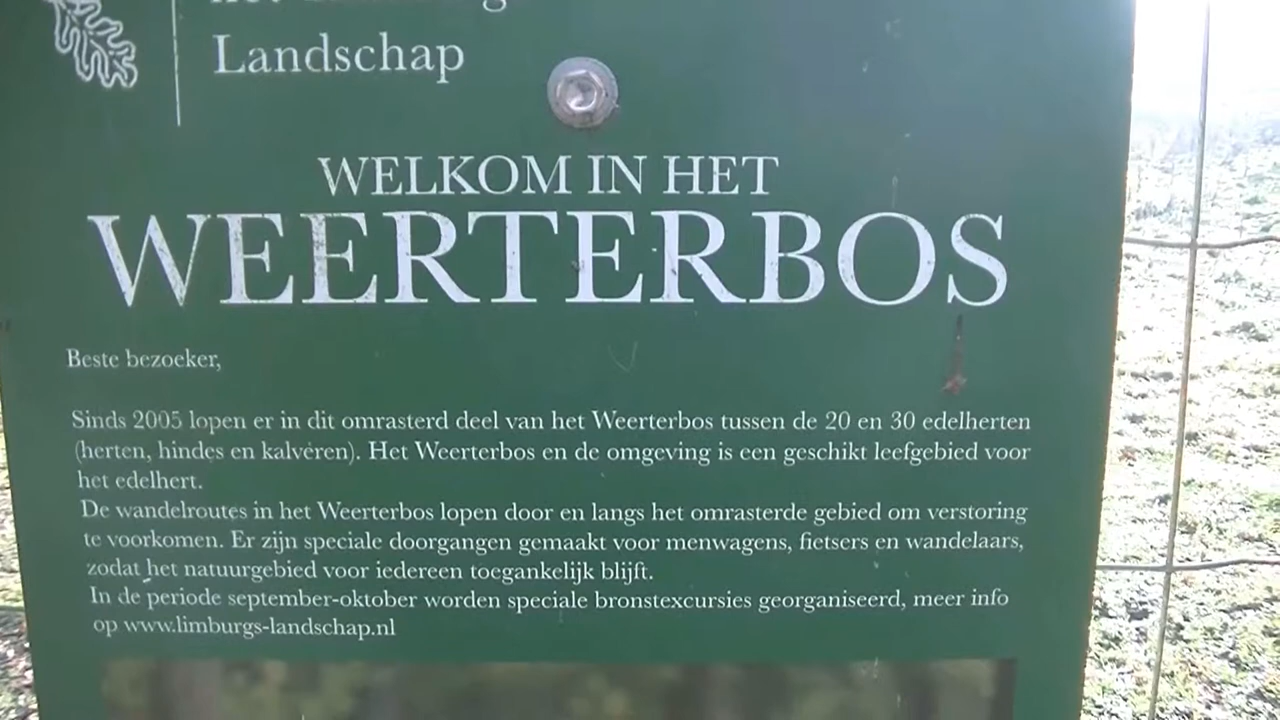 Landschap
WELKOM IN HET
WEERTERBOS
Beste bezoeker,
Sinds 2005 lopen er in dit omrasterd deel van het Weerterbos tussen de 20 en 30 edelherten
(herten, hindes en kalveren). Het Weerterbos en de omgeving is een geschikt leefgebied voor
het edelhert.
De wandelroutes in het Weerterbos lopen door en langs het omrasterde gebied om verstoring
te voorkomen. Er zijn speciale doorgangen gemaakt voor menwagens, fietsers en wandelaars,
zodat het natuurgebied voor iedereen toegankelijk blijft.
In de periode september-oktober worden speciale bronstexcursies georganiseerd, meer info
op www.limburgs-landschap.nl